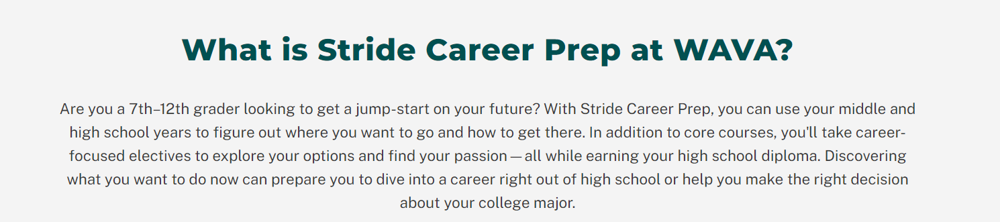 What is Stride Career Prep at WAVA?
Are you a 7th–12th grader looking to get a jump-start on your future? With Stride Career Prep, you can use your middle and
high school years to figure out where you want to go and how to get there. In addition to core courses, you'll take career-
focused electives to explore your options and find your passion—all while earning your high school diploma. Discovering
what you want to do now can prepare you to dive into a career right out of high school or help you make the right decision
about your college major.